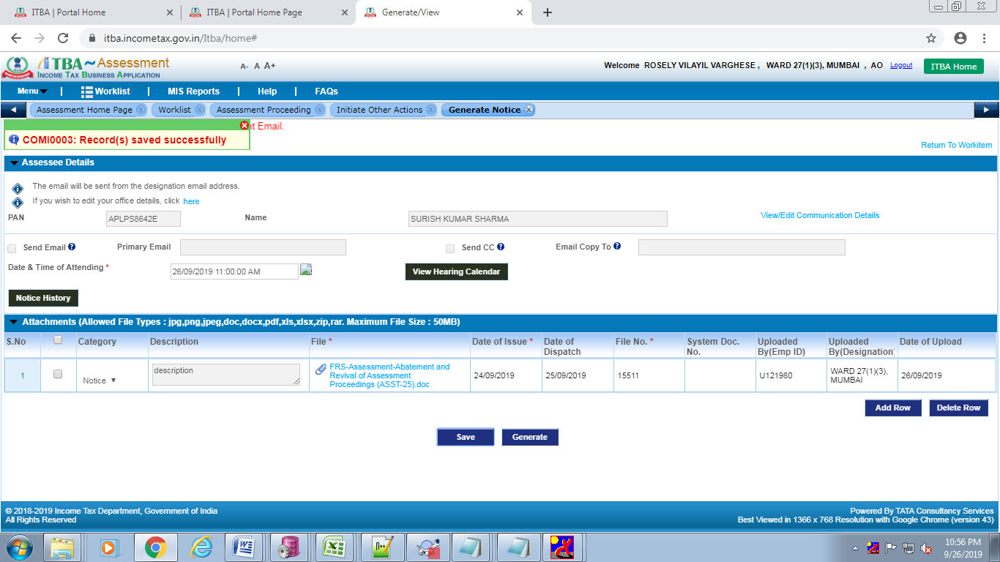 ITBA | Portal Home
ITBA | Portal Home Page
Generate/View
itba.incometax.gov.in/Itba/home#
ITBA ~ Assessment
INCOME TAX BUSINESS APPLICATION
A- A A+
Welcome ROSELY VILAYIL VARGHESE , WARD 27(1)(3), MUMBAI , AO Logout ITBA Home
Menu | Worklist | MIS Reports | Help | FAQs
Assessment Home Page Worklist Assessment Proceeding Initiate Other Actions Generate Notice
nt Email.
COMI0003: Record(s) saved successfully
Return To Workitem
Assessee Details
The email will be sent from the designation email address.
If you wish to edit your office details, click here
PAN APLPS8642E Name SURISH KUMAR SHARMA View/Edit Communication Details
Send Email Primary Email Send CC Email Copy To
Date & Time of Attending * 26/09/2019 11:00:00 AM View Hearing Calendar
Notice History
Attachments (Allowed File Types : jpg,png,jpeg,doc,docx,pdf,xls,xlsx,zip,rar. Maximum File Size : 50MB)
S.No Category Description File * Date of Issue * Date of Dispatch File No. * System Doc. No. Uploaded By(Emp ID) Uploaded By(Designation) Date of Upload
1 Notice description FRS-Assessment-Abatement and Revival of Assessment Proceedings (ASST-25).doc 24/09/2019 25/09/2019 15511 U121980 WARD 27(1)(3), MUMBAI 26/09/2019
Add Row Delete Row
Save Generate
© 2018-2019 Income Tax Department, Government of India
All Rights Reserved
Powered By TATA Consultancy Services
Best Viewed in 1366 x 768 Resolution with Google Chrome (version 43)
10:56 PM
9/26/2019